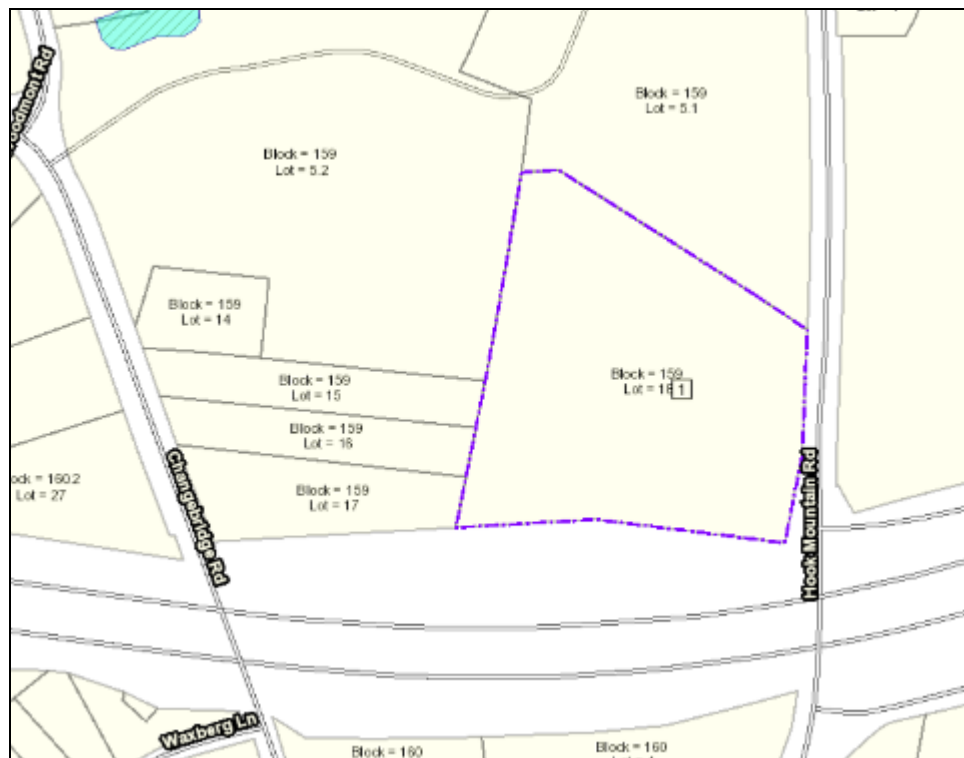 Block = 159
Lot = 5.1
Block = 159
Lot = 5.2
Block = 159
Lot = 14
Block = 159
Lot = 18
1
Block = 159
Lot = 15
Block = 159
Lot = 16
Block = 159
Lot = 17
ock = 160.2
Lot = 27
Changebridge Rd
Hook Mountain Rd
oodmont Rd
Waxberg Ln
Block = 160
Block = 160